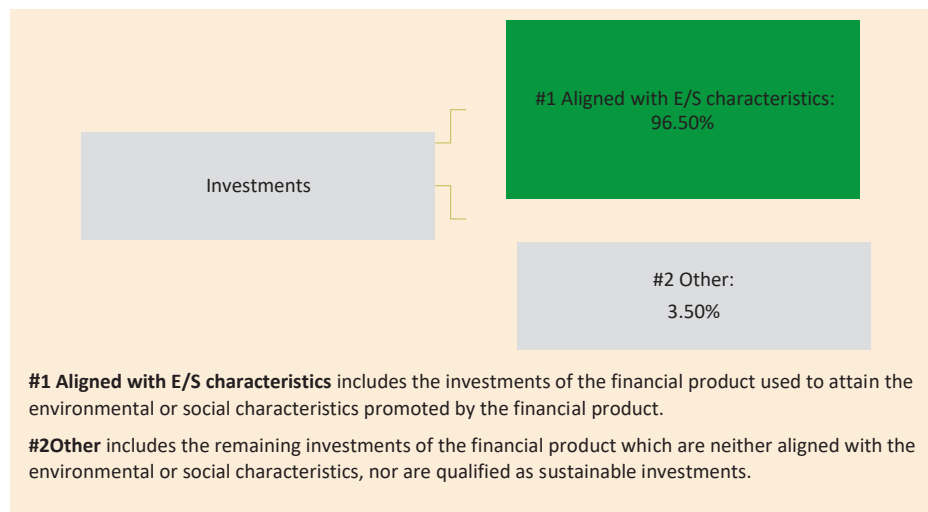 #1 Aligned with E/S characteristics:
96.50%
Investments
#2 Other:
3.50%
#1 Aligned with E/S characteristics includes the investments of the financial product used to attain the
environmental or social characteristics promoted by the financial product.
#2Other includes the remaining investments of the financial product which are neither aligned with the
environmental or social characteristics, nor are qualified as sustainable investments.